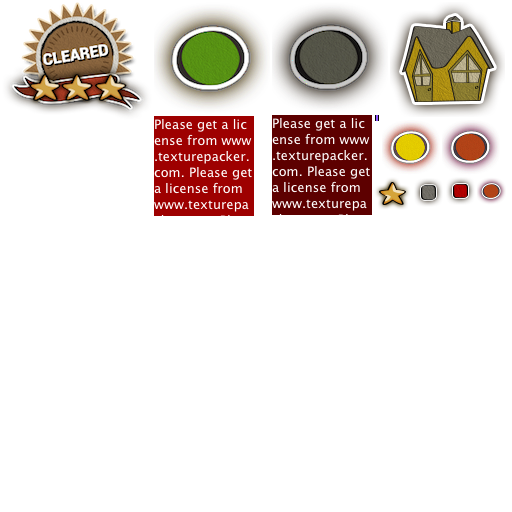 CLEARED
Please get a lic
ense from www
.texturepacker.
com. Please get
a license from
www.texturepa
Please get a lic
ense from www
.texturepacker.
com. Please get
a license from
www.texturepa